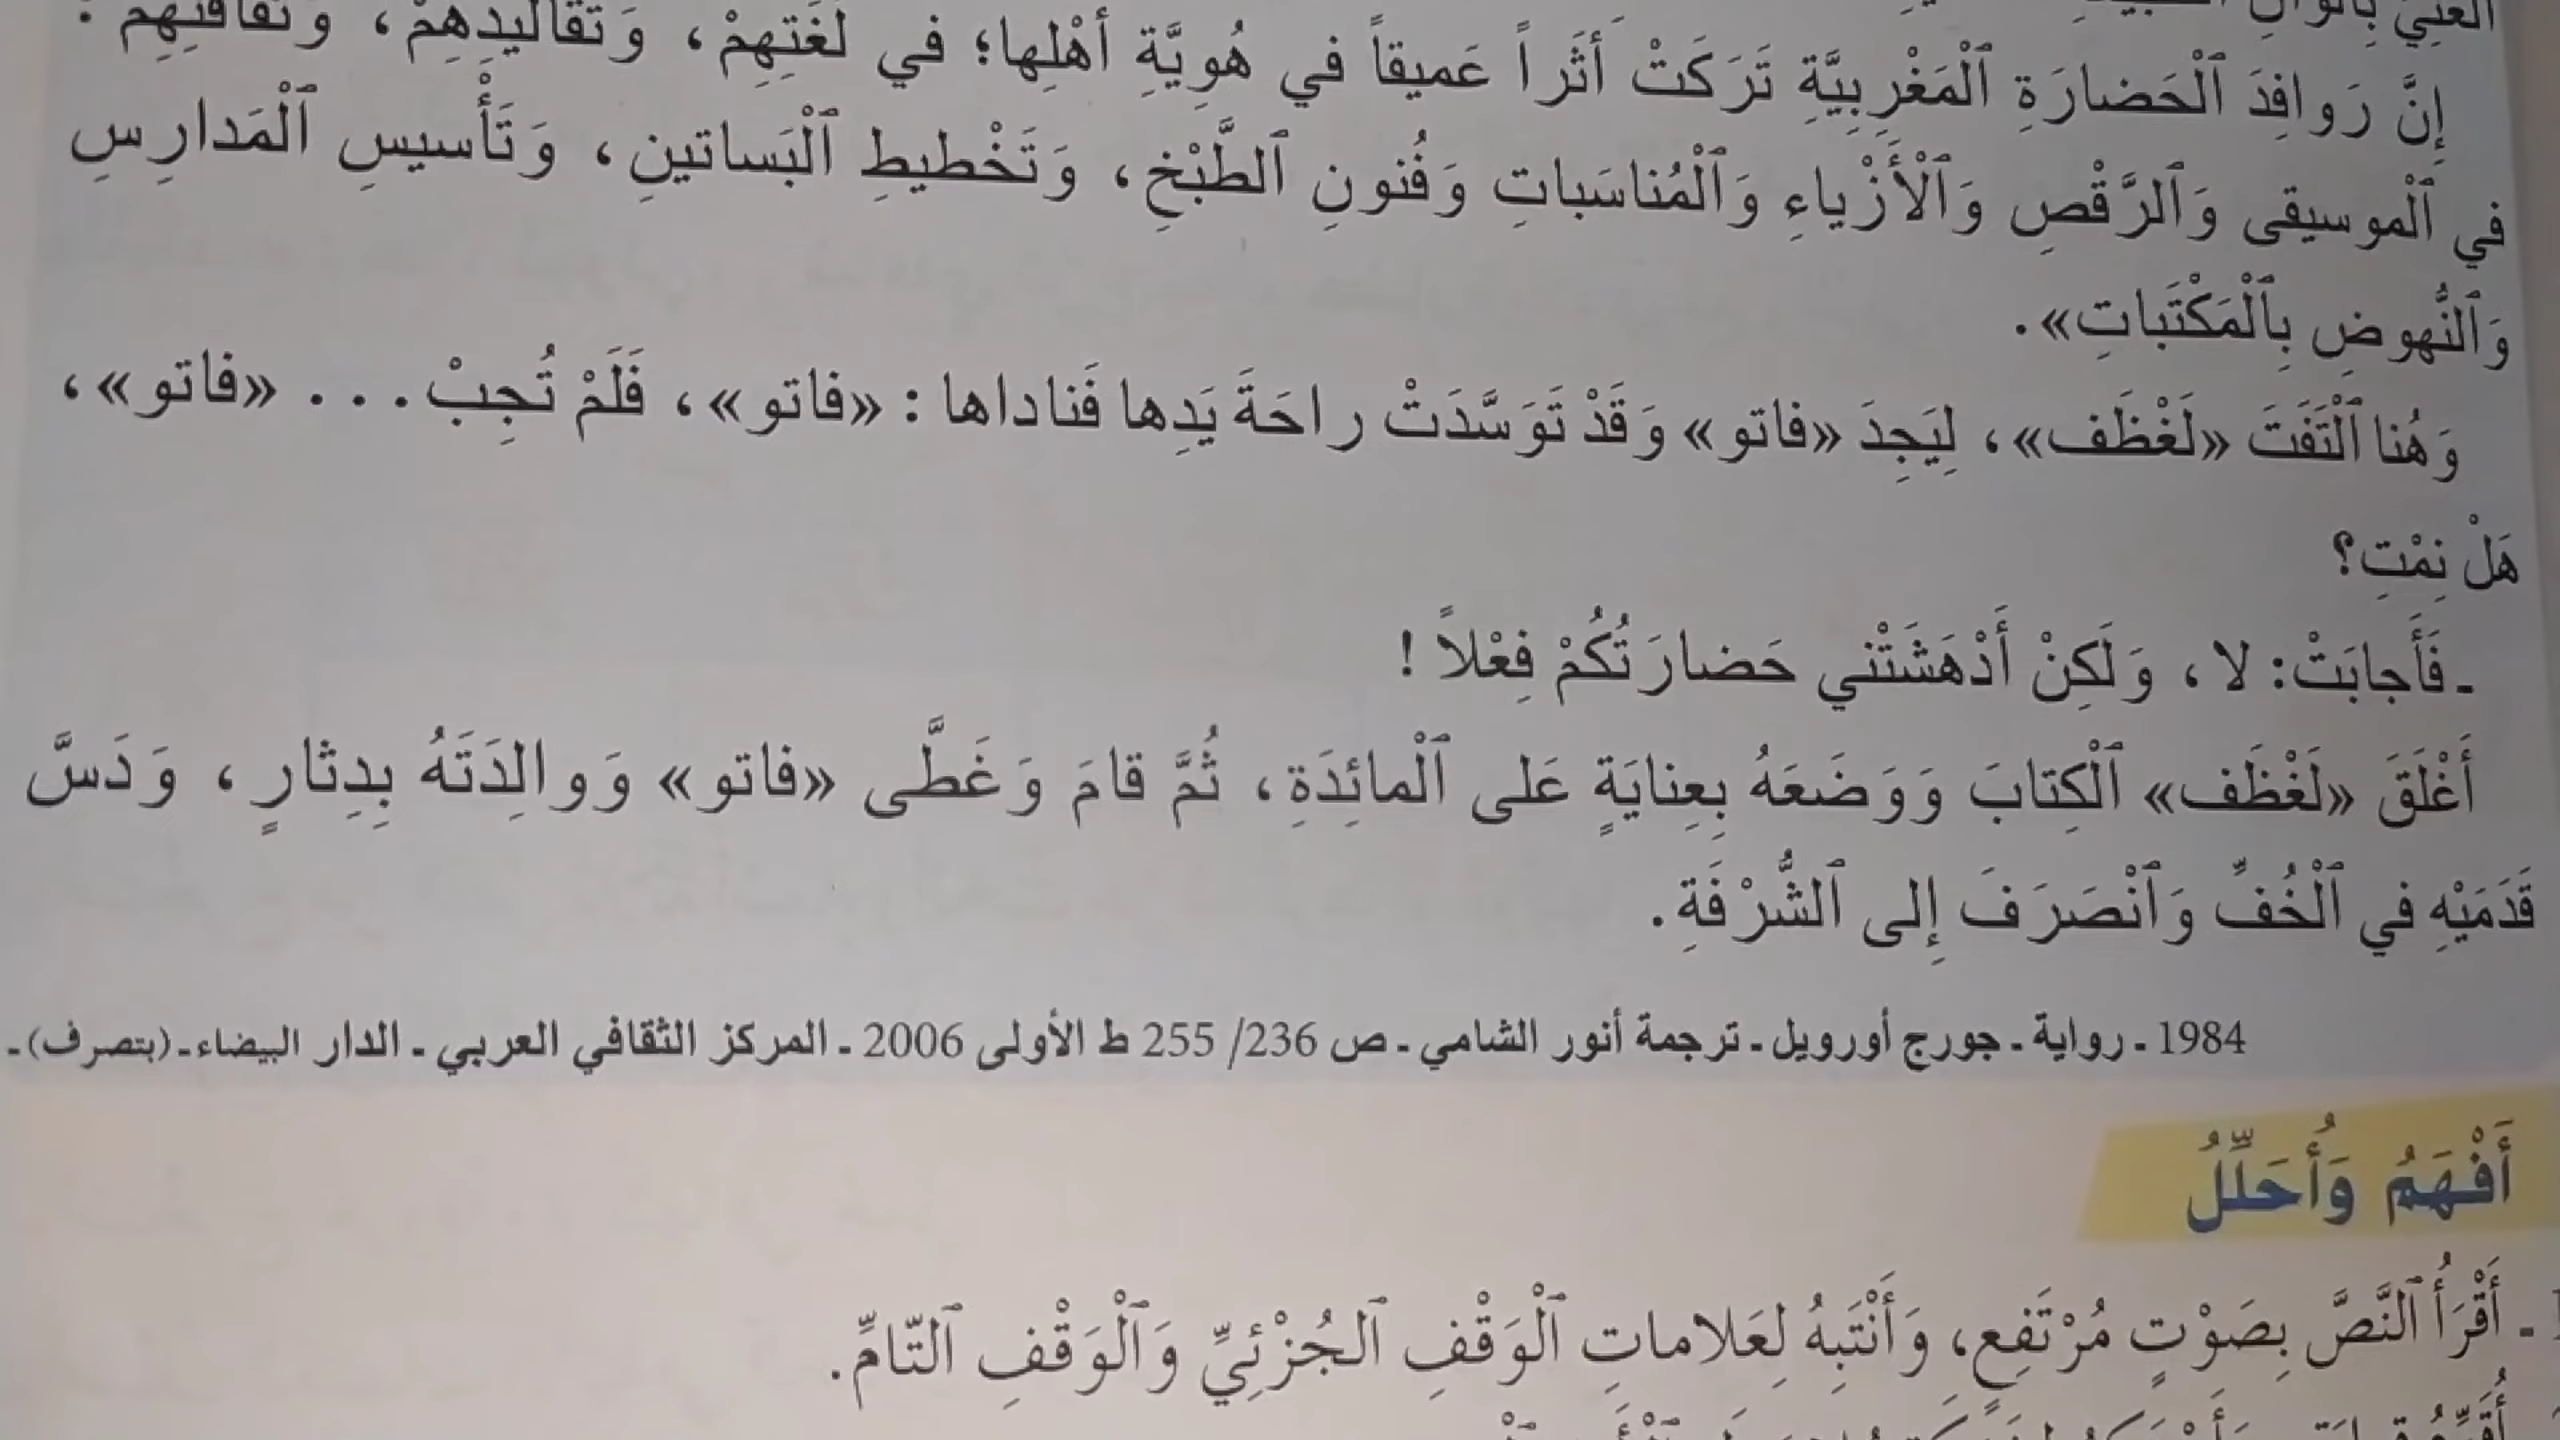 إِنَّ رَوافِدَ ٱلْحَضارَةِ ٱلْمَغْرِبِيَّةِ تَرَكَتْ أَثَراً عَميقاً في هُوِيَّةِ أَهْلِها؛ في لُغَتِهِمْ، وَتَقاليدِهِمْ، وَثَقافَتِهِمْ :
في ٱلْموسيقى وَٱلرَّقْصِ وَٱلْأَزْياءِ وَٱلْمُناسَباتِ وَفُنونِ ٱلطَّبْخِ، وَتَخْطيطِ ٱلْبَساتينِ، وَتَأْسيسِ ٱلْمَدارِسِ
وَٱلنُّهوضِ بِٱلْمَكْتَباتِ».
وَهُنا ٱلْتَفَتَ «لَغْظَف»، لِيَجِدَ «فاتو» وَقَدْ تَوَسَّدَتْ راحَةَ يَدِها فَناداها : «فاتو»، فَلَمْ تُجِبْ... «فاتو»،
هَلْ نِمْتِ؟
ـ فَأَجابَتْ: لا، وَلَكِنْ أَدْهَشَتْني حَضارَتُكُمْ فِعْلاً !
أَغْلَقَ «لَغْظَف» ٱلْكِتابَ وَوَضَعَهُ بِعِنايَةٍ عَلى ٱلْمائِدَةِ، ثُمَّ قامَ وَغَطَّى «فاتو» وَوالِدَتَهُ بِدِثارٍ، وَدَسَّ
قَدَمَيْهِ في ٱلْخُفِّ وَٱنْصَرَفَ إِلى ٱلشُّرْفَةِ.
1984 ـ رواية ـ جورج أورويل ـ ترجمة أنور الشامي ـ ص 236/ 255 ط الأولى 2006 ـ المركز الثقافي العربي ـ الدار البيضاء ـ (بتصرف) ـ
أَفْهَمُ وَأُحَلِّلُ
ـ أَقْرَأُ ٱلنَّصَّ بِصَوْتٍ مُرْتَفِعٍ، وَأَنْتَبِهُ لِعَلاماتِ ٱلْوَقْفِ ٱلْجُزْئِيِّ وَٱلْوَقْفِ ٱلتّامِّ.